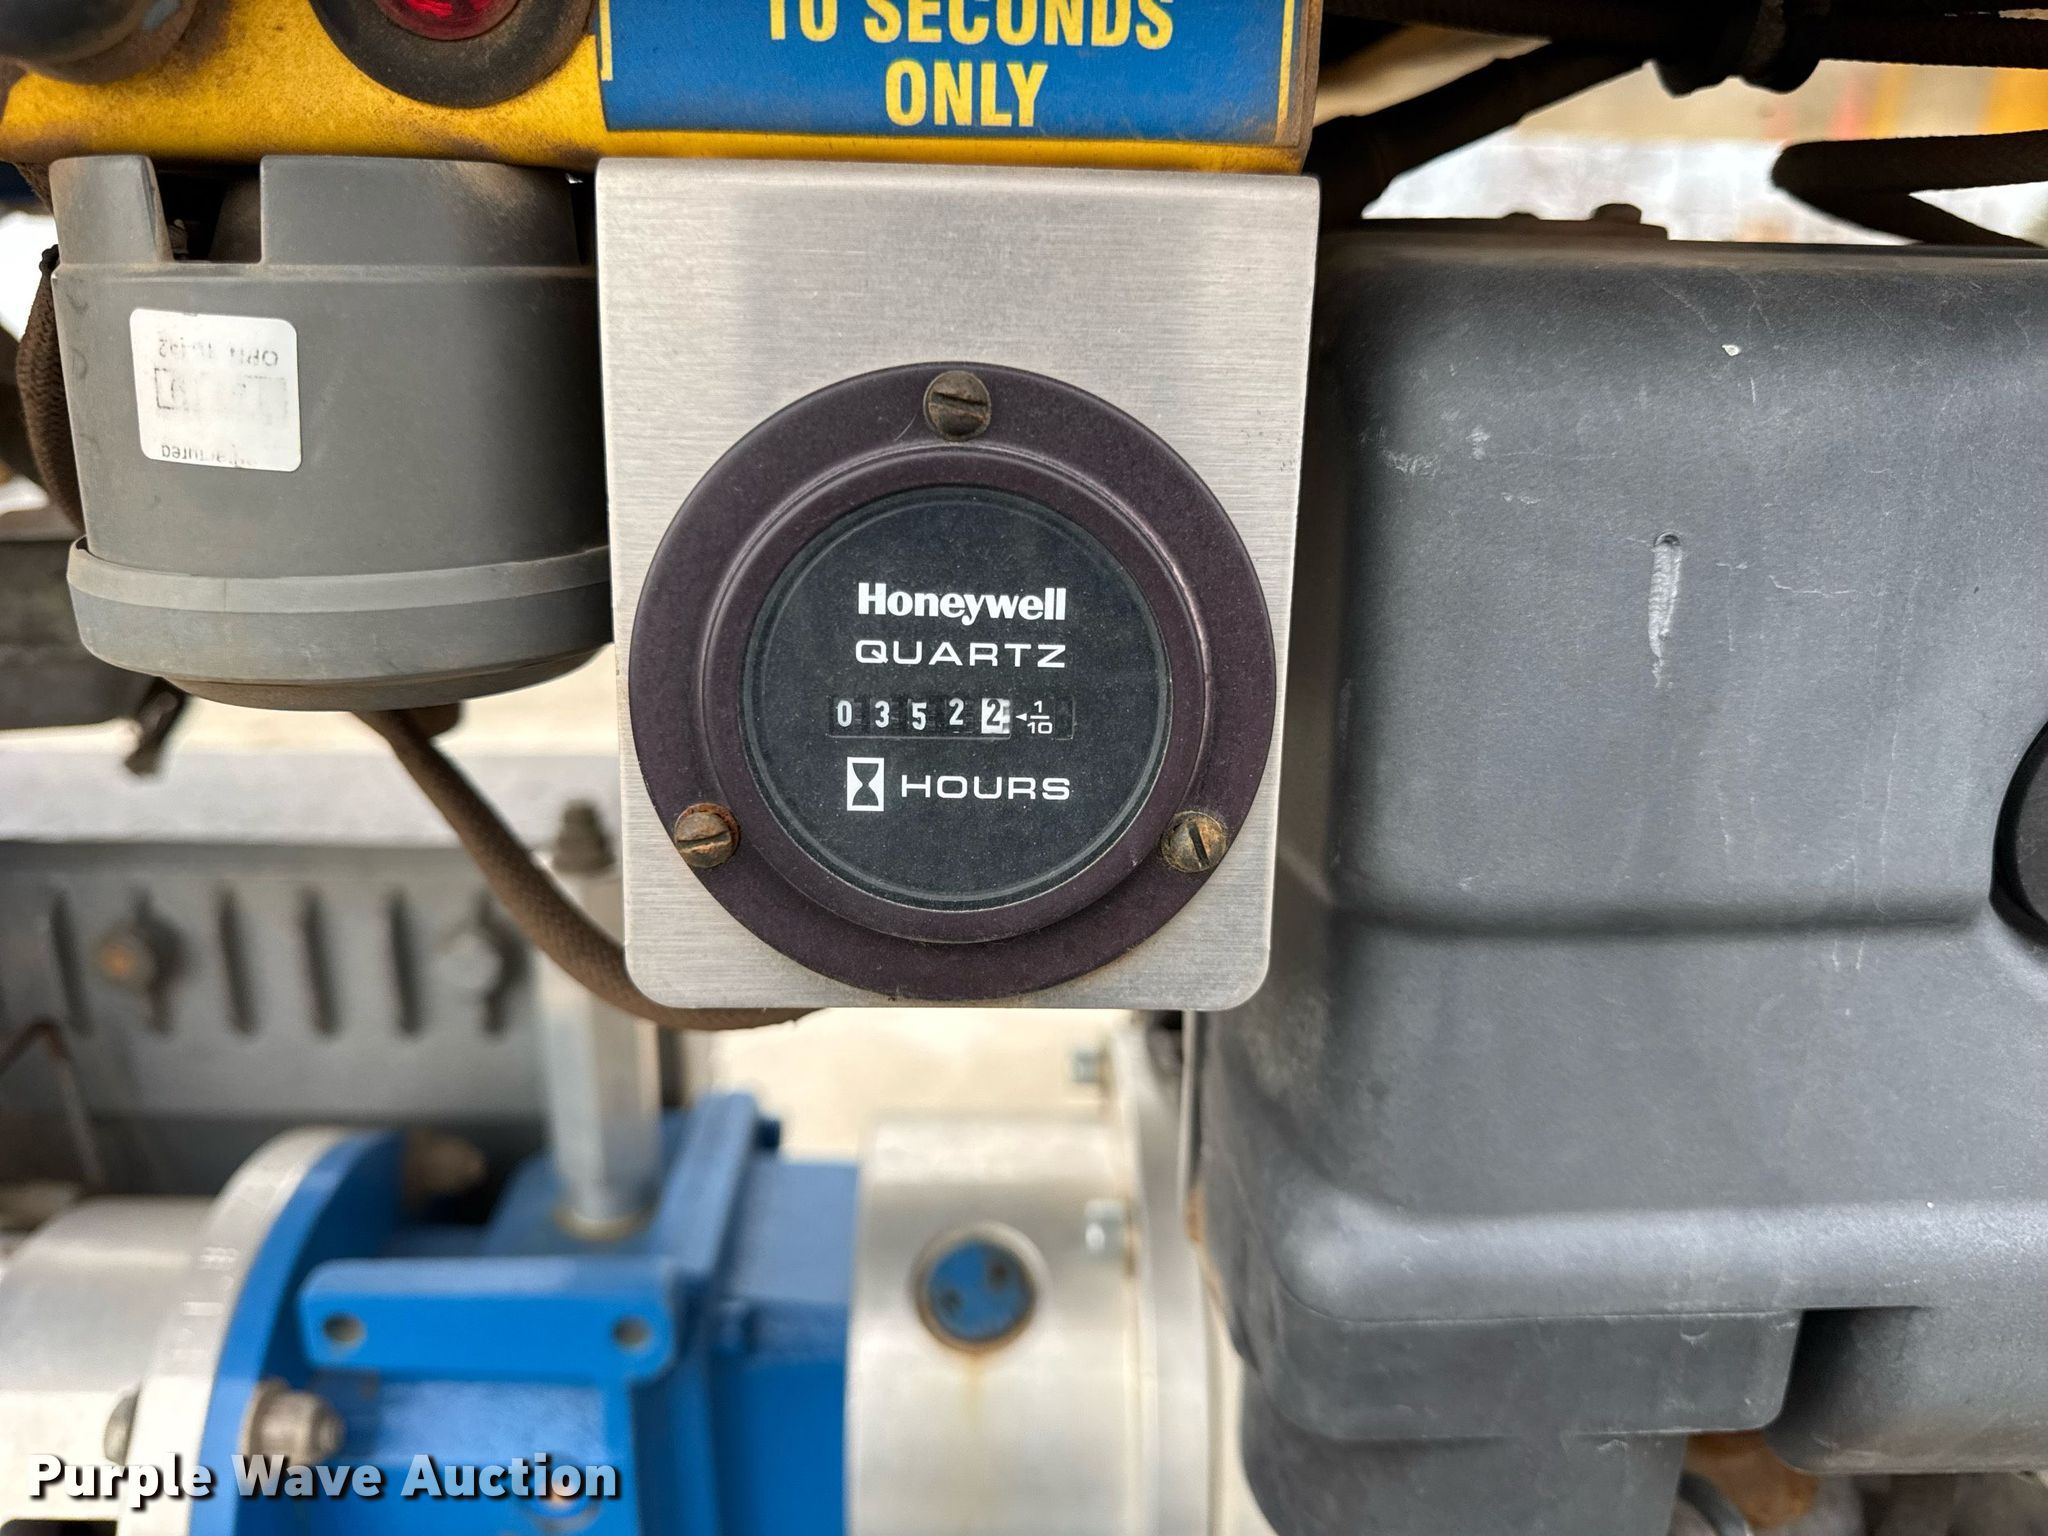 10 SECONDS
ONLY
Honeywell
QUARTZ
0 3 5 2 2 1/10
HOURS
Purple Wave Auction